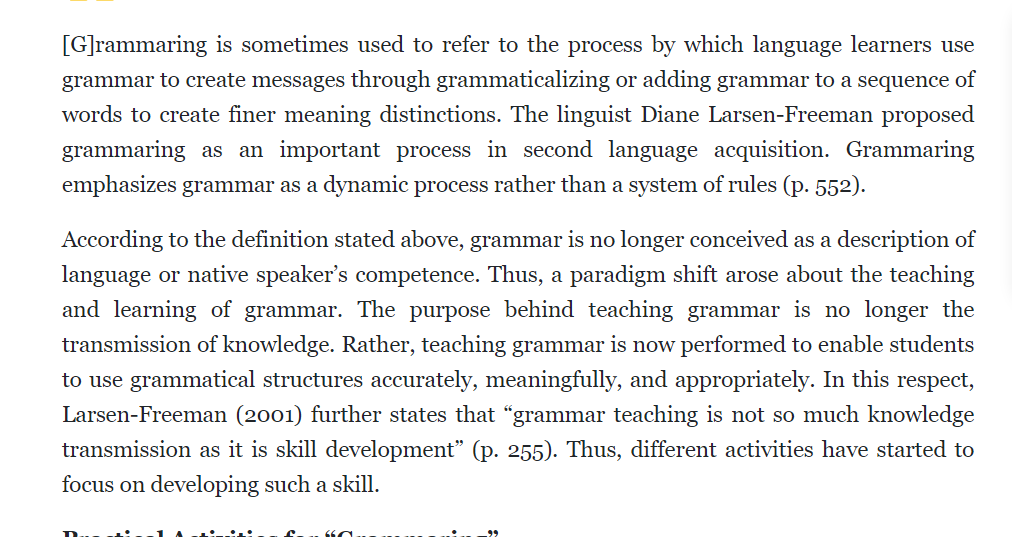 [G]rammaring is sometimes used to refer to the process by which language learners use
grammar to create messages through grammaticalizing or adding grammar to a sequence of
words to create finer meaning distinctions. The linguist Diane Larsen-Freeman proposed
grammaring as an important process in second language acquisition. Grammaring
emphasizes grammar as a dynamic process rather than a system of rules (p. 552).
According to the definition stated above, grammar is no longer conceived as a description of
language or native speaker’s competence. Thus, a paradigm shift arose about the teaching
and learning of grammar. The purpose behind teaching grammar is no longer the
transmission of knowledge. Rather, teaching grammar is now performed to enable students
to use grammatical structures accurately, meaningfully, and appropriately. In this respect,
Larsen-Freeman (2001) further states that “grammar teaching is not so much knowledge
transmission as it is skill development” (p. 255). Thus, different activities have started to
focus on developing such a skill.
Practical Activities for “Grammaring”